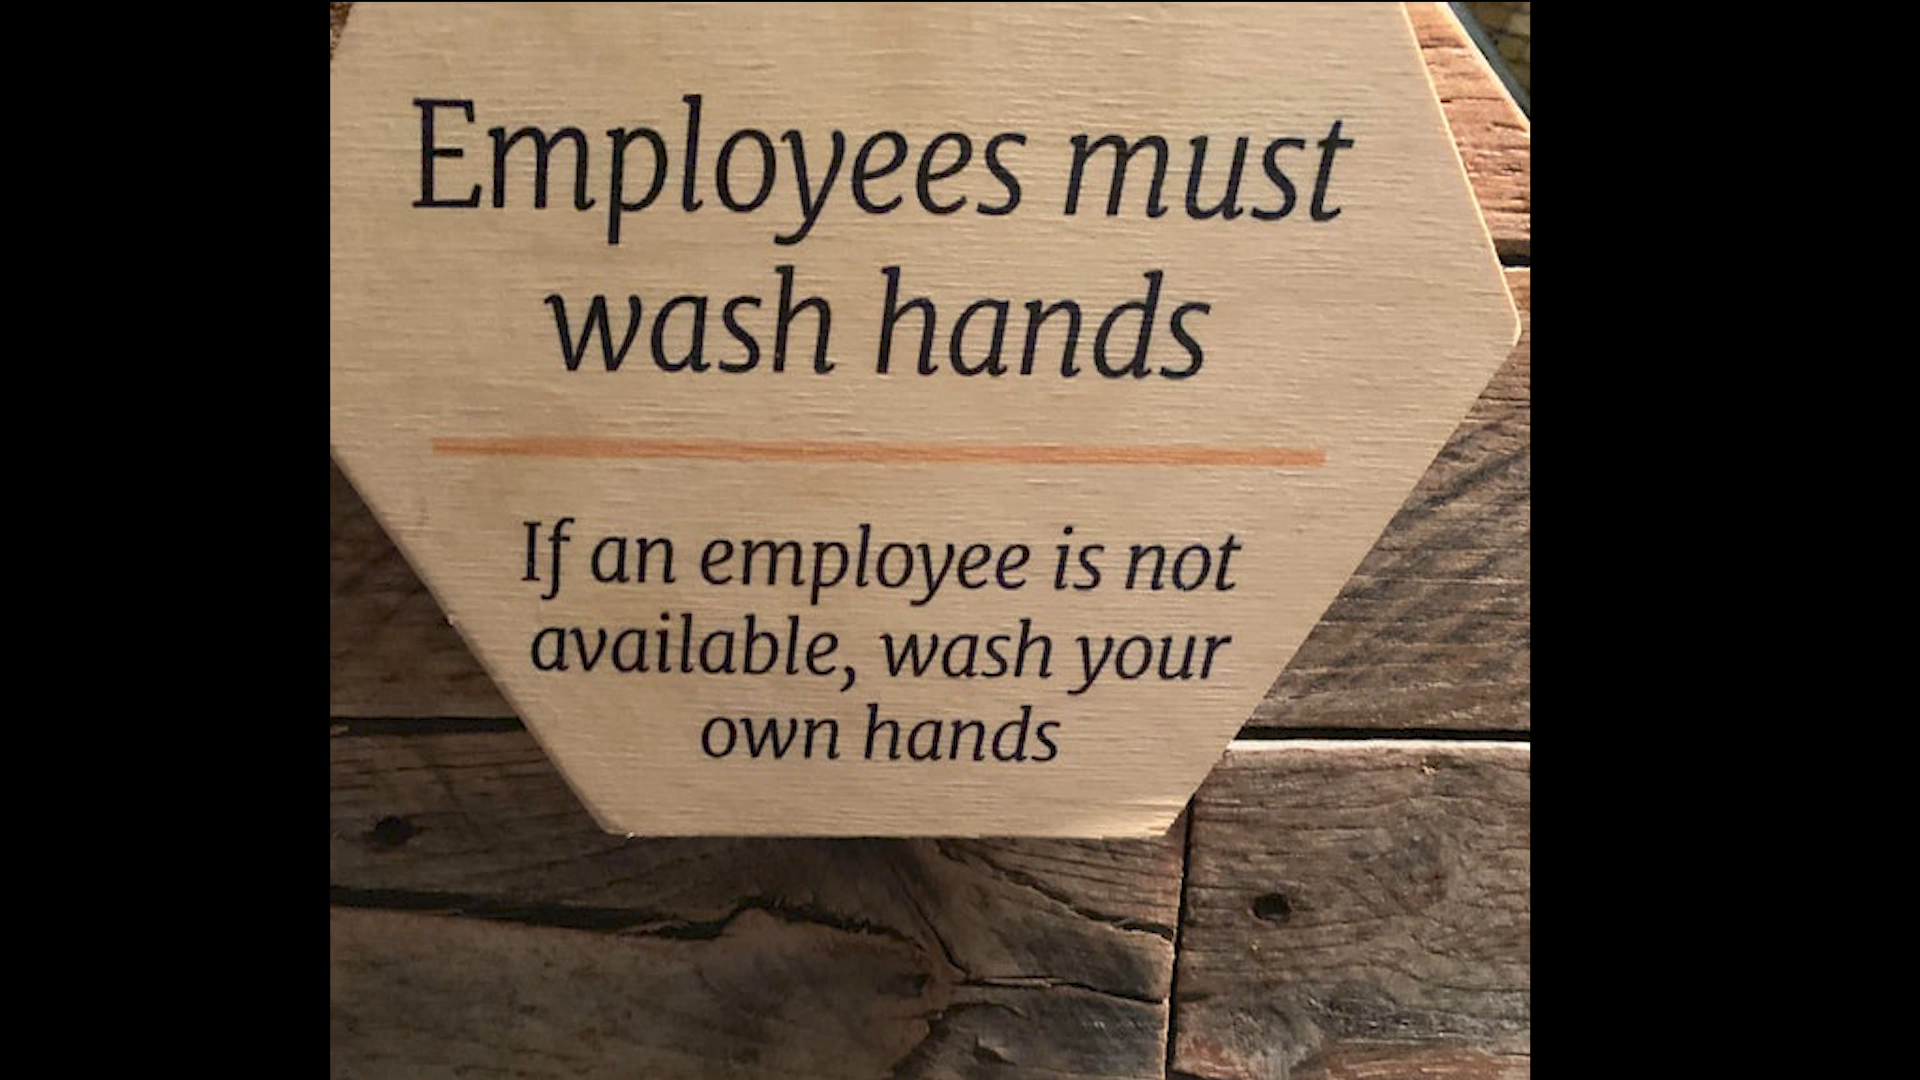 Employees must
wash hands
If an employee is not
available, wash your
own hands